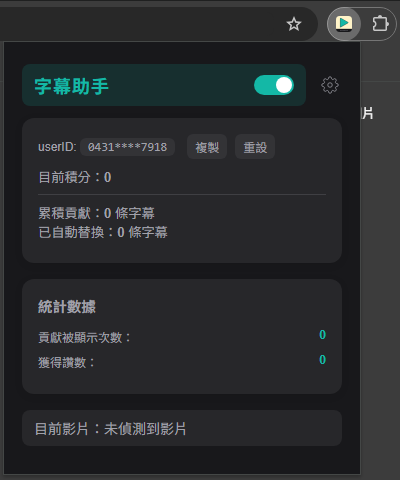 字幕助手
userID: 0431****7918 複製 重設
目前積分：0
累積貢獻：0 條字幕
已自動替換：0 條字幕
統計數據
貢獻被顯示次數： 0
獲得讚數： 0
目前影片：未偵測到影片